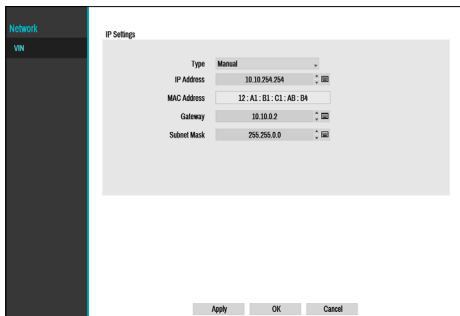 Network
VIN
IP Settings
Type Manual
IP Address 10.10.254.254
MAC Address 12 : A1 : B1 : C1 : AB : B4
Gateway 10.10.0.2
Subnet Mask 255.255.0.0
Apply OK Cancel